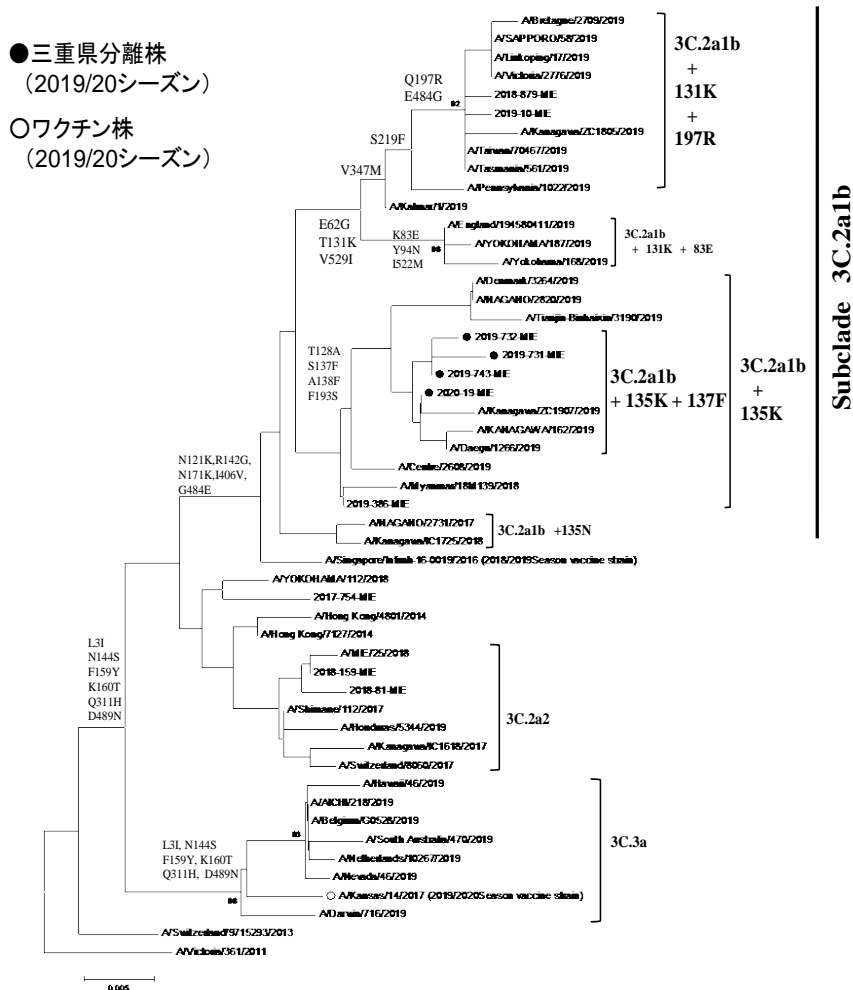 ●三重県分離株
（2019/20シーズン）
○ワクチン株
（2019/20シーズン）
A/Bretagne/2709/2019
A/SAPPORO/58/2019
A/Linkoping/17/2019
A/Victoria/2776/2019
2018-879-MIE
2019-10-MIE
A/Kanagawa/ZC1805/2019
A/Taiwan/70467/2019
A/Tasmania/561/2019
A/Pennsylvania/1022/2019
Q197R
E484G
92
3C.2a1b
+
131K
+
197R
S219F
V347M
A/Kalmar/1/2019
E62G
T131K
V529I
K83E
Y94N
I522M
A/England/194580411/2019
A/YOKOHAMA/187/2019
A/Yokohama/168/2019
3C.2a1b
+ 131K + 83E
Subclade 3C.2a1b
A/Denmark/3264/2019
A/NAGANO/2820/2019
A/Tianjin-Binhaixin/3190/2019
T128A
S137F
A138F
F193S
● 2019-732-MIE
● 2019-731-MIE
● 2019-743-MIE
● 2020-19-MIE
A/Kanagawa/ZC1907/2019
A/KANAGAWA/162/2019
A/Daegu/1266/2019
3C.2a1b
+ 135K + 137F
3C.2a1b
+
135K
A/Centre/2608/2019
A/Myanmar/18M139/2018
2019-386-MIE
N121K,R142G,
N171K,I406V,
G484E
A/NAGANO/2731/2017
A/Kanagawa/IC1725/2018
3C.2a1b +135N
A/Singapore/Infimh-16-0019/2016 (2018/2019Season vaccine strain)
A/YOKOHAMA/112/2018
2017-754-MIE
A/Hong Kong/4801/2014
A/Hong Kong/7127/2014
L3I
N144S
F159Y
K160T
Q311H
D489N
A/MIE/25/2018
2018-159-MIE
2018-81-MIE
A/Shimane/112/2017
A/Honduras/5344/2019
A/Kanagawa/IC1618/2017
A/Switzerland/8060/2017
3C.2a2
A/Hawaii/46/2019
A/AICHI/218/2019
A/Belgium/G0528/2019
A/South Australia/470/2019
A/Netherlands/10267/2019
A/Nevada/46/2019
○ A/Kansas/14/2017 (2019/2020Season vaccine strain)
A/Darwin/716/2019
3C.3a
L3I, N144S
F159Y, K160T
Q311H, D489N
A/Switzerland/9715293/2013
A/Victoria/361/2011
0.005